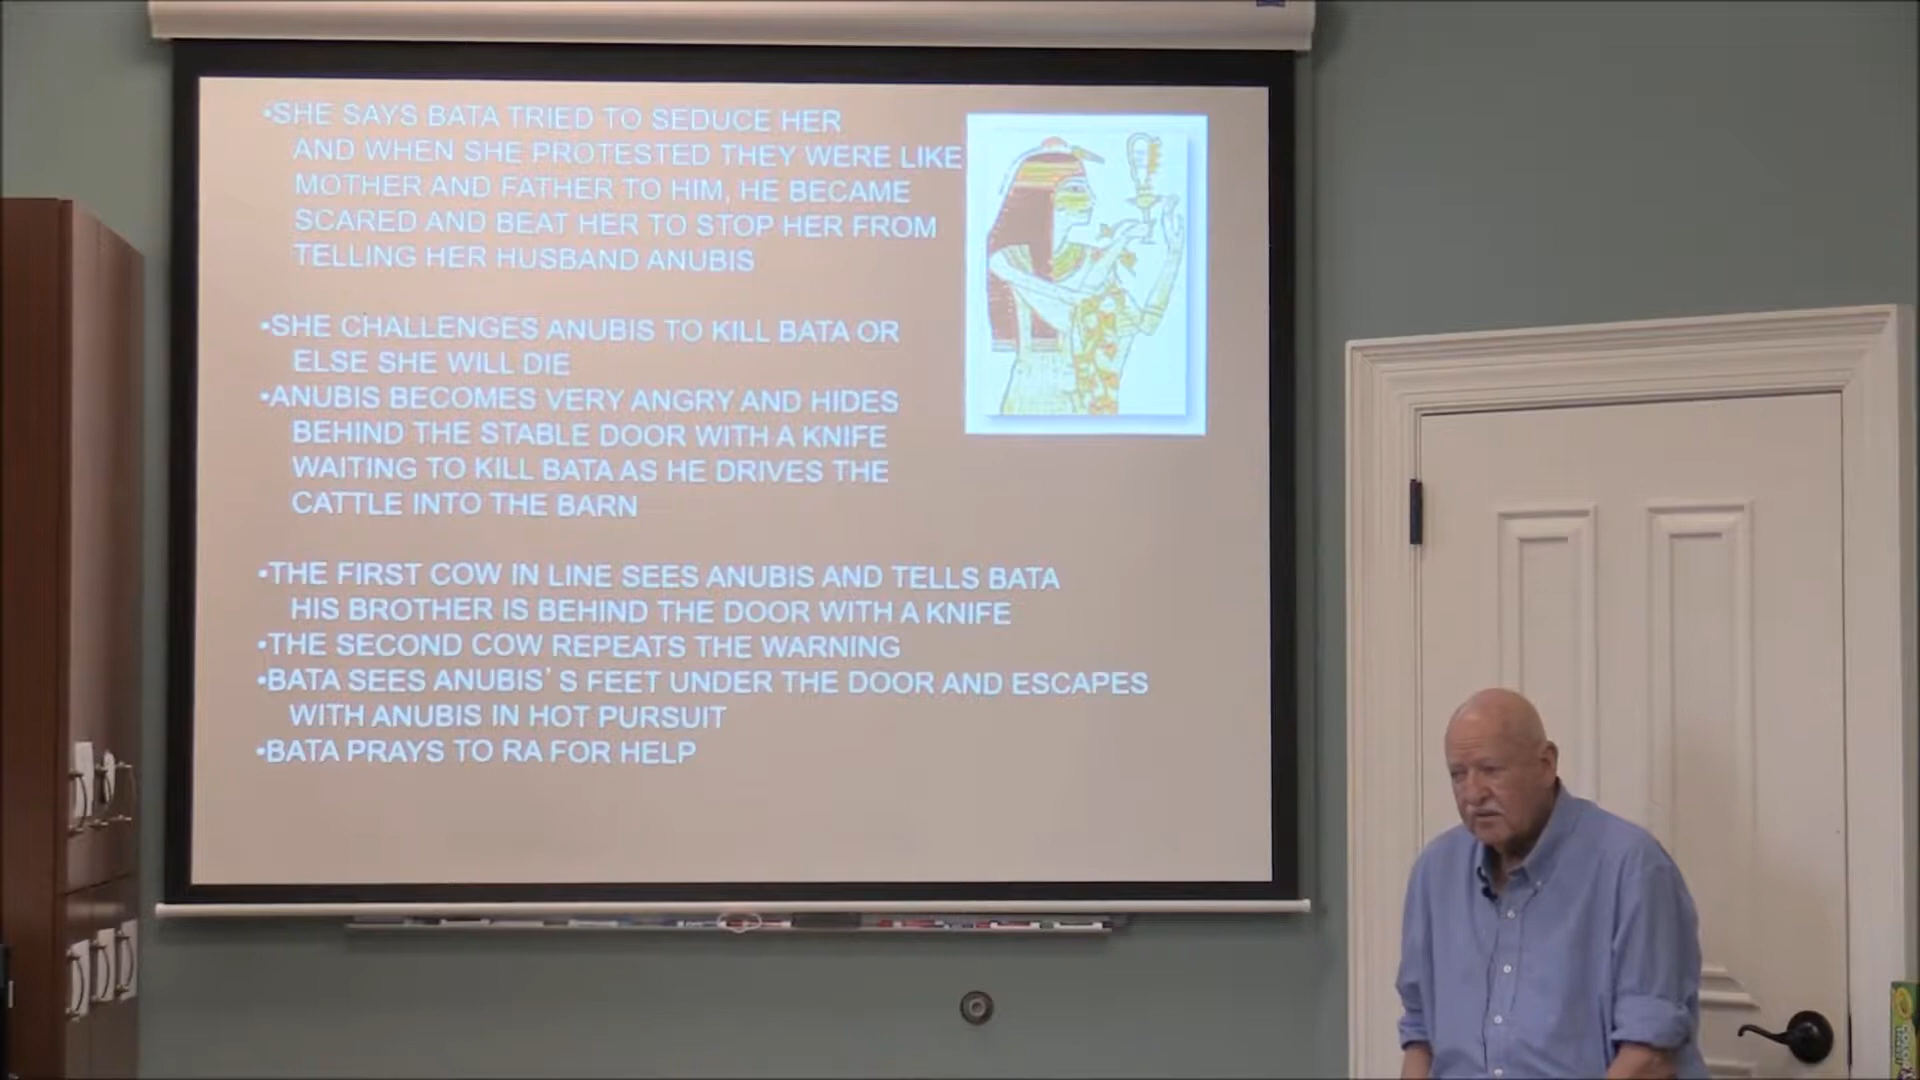 •SHE SAYS BATA TRIED TO SEDUCE HER
AND WHEN SHE PROTESTED THEY WERE LIKE
MOTHER AND FATHER TO HIM, HE BECAME
SCARED AND BEAT HER TO STOP HER FROM
TELLING HER HUSBAND ANUBIS
•SHE CHALLENGES ANUBIS TO KILL BATA OR
ELSE SHE WILL DIE
•ANUBIS BECOMES VERY ANGRY AND HIDES
BEHIND THE STABLE DOOR WITH A KNIFE
WAITING TO KILL BATA AS HE DRIVES THE
CATTLE INTO THE BARN
•THE FIRST COW IN LINE SEES ANUBIS AND TELLS BATA
HIS BROTHER IS BEHIND THE DOOR WITH A KNIFE
•THE SECOND COW REPEATS THE WARNING
•BATA SEES ANUBIS'S FEET UNDER THE DOOR AND ESCAPES
WITH ANUBIS IN HOT PURSUIT
•BATA PRAYS TO RA FOR HELP